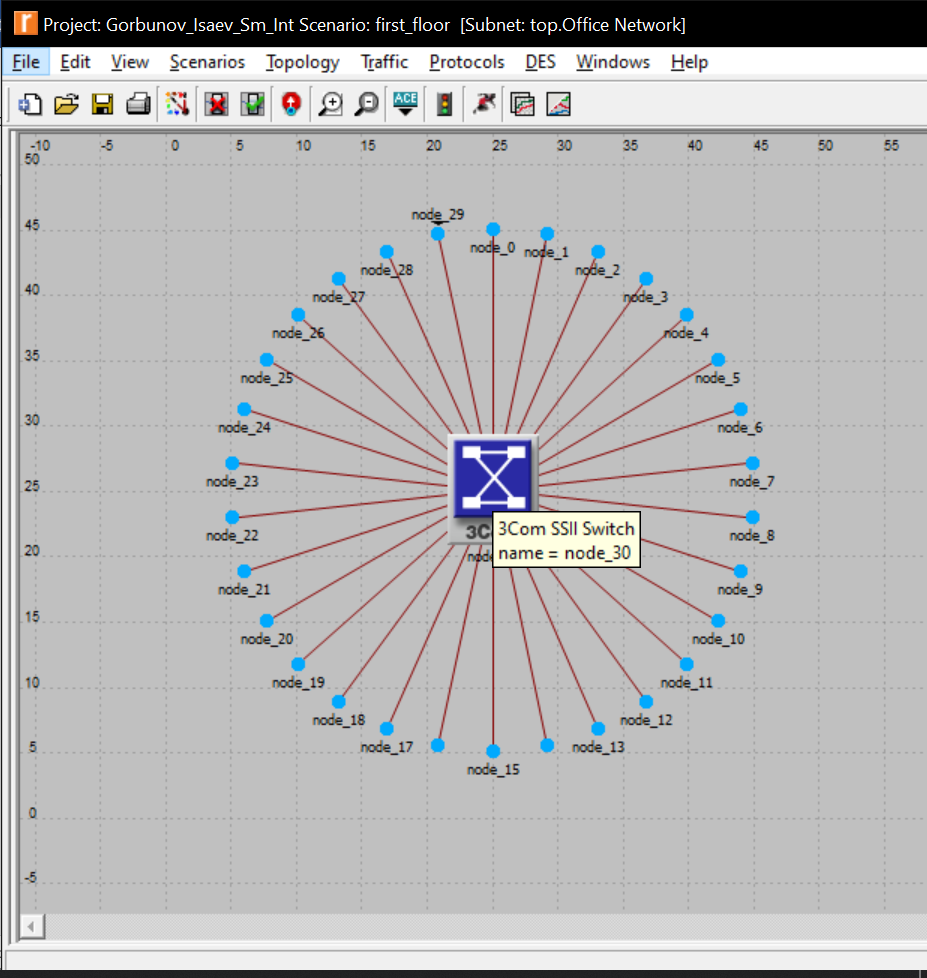 Project: Gorbunov_Isaev_Sm_Int Scenario: first_floor [Subnet: top.Office Network]
File Edit View Scenarios Topology Traffic Protocols DES Windows Help
ACE
-10 -5 0 5 10 15 20 25 30 35 40 45 50 55
50
node_29
45
node_0
node_1
node_28
node_2
40
node_27
node_3
node_26
node_4
35
node_25
node_5
30
node_24
node_6
25
node_23
node_7
3Com SSII Switch
name = node_30
3C
node_22
node_8
20
node_21
node_9
15
node_20
node_10
10
node_19
node_11
node_18
node_12
5
node_17
node_13
node_15
0
-5